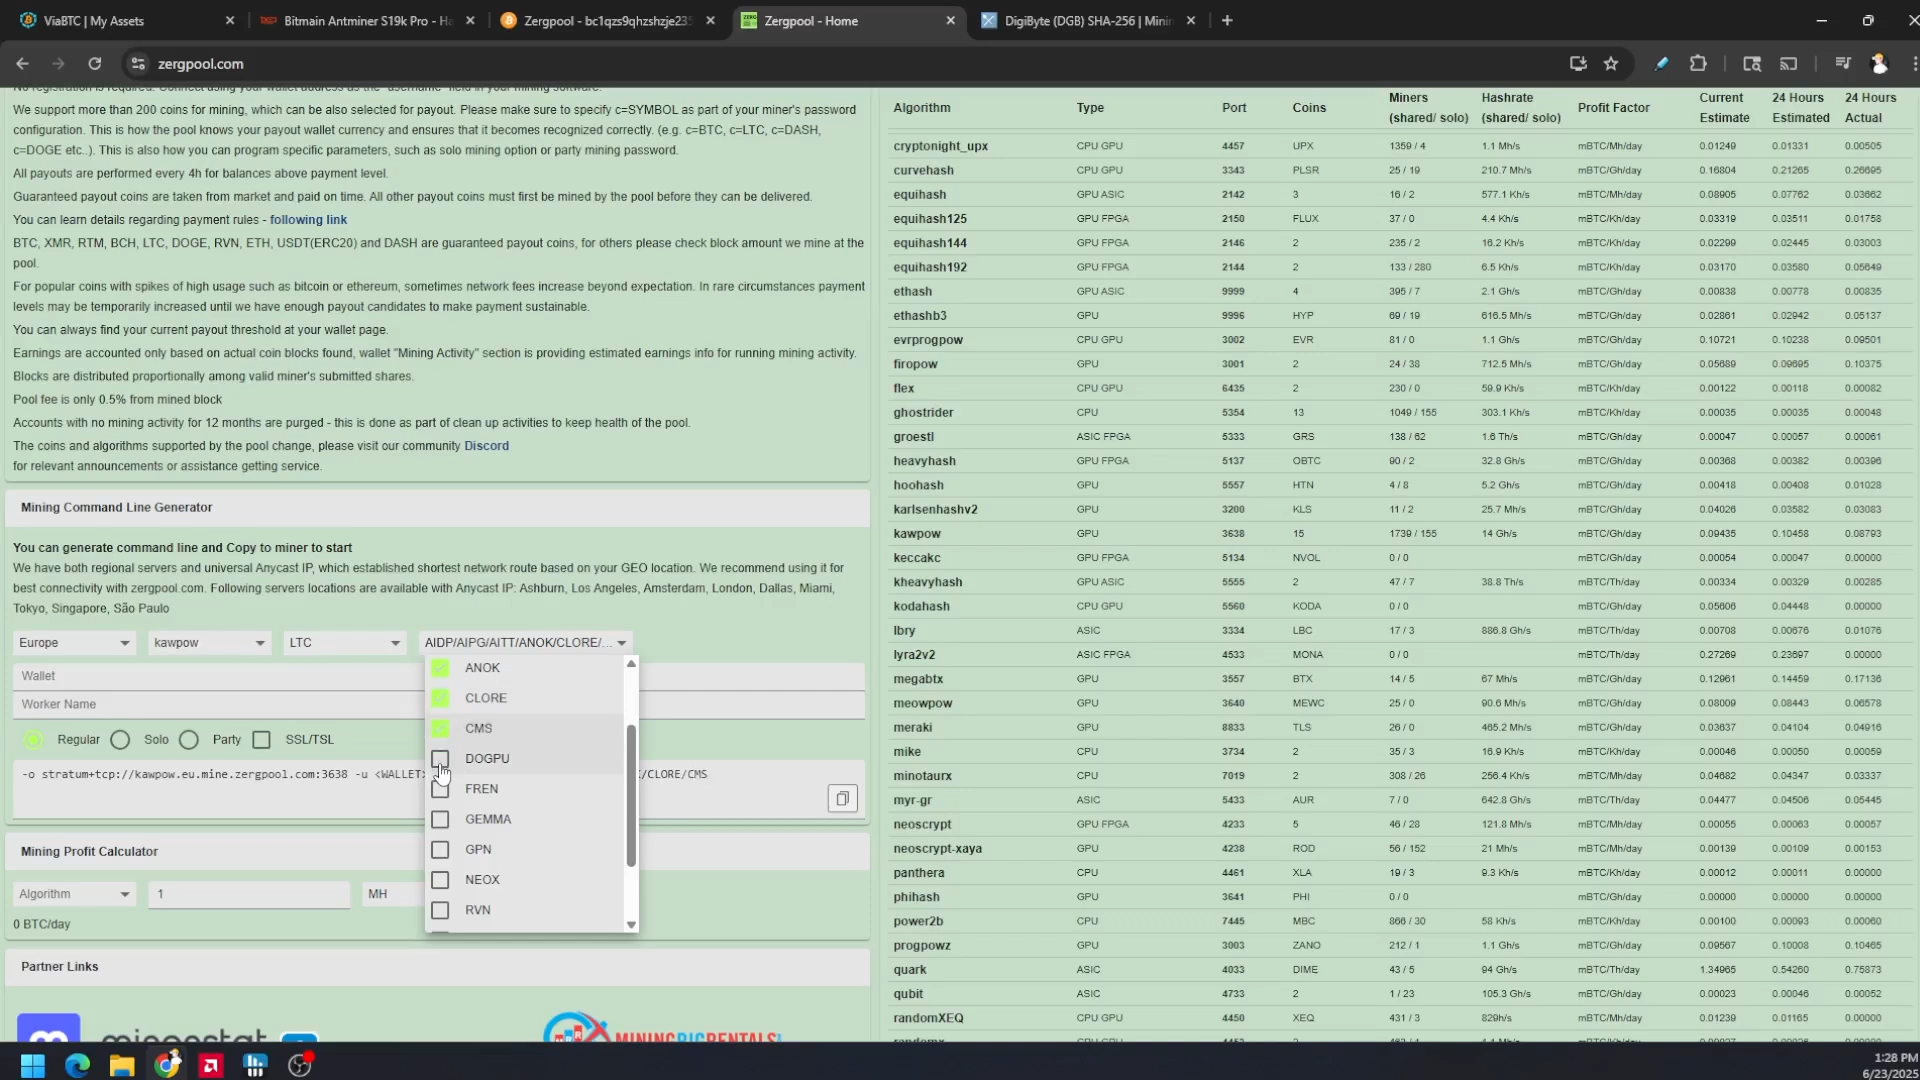 ViaBTC | My Assets
Bitmain Antminer S19k Pro - Ha
Zergpool - bc1qzs9qhzshzje235
Zergpool - Home
DigiByte (DGB) SHA-256 | Minin
zergpool.com
We support more than 200 coins for mining, which can be also selected for payout. Please make sure to specify c=SYMBOL as part of your miner's password
configuration. This is how the pool knows your payout wallet currency and ensures that it becomes recognized correctly. (e.g. c=BTC, c=LTC, c=DASH,
c=DOGE etc..). This is also how you can program specific parameters, such as solo mining option or party mining password.
All payouts are performed every 4h for balances above payment level.
Guaranteed payout coins are taken from market and paid on time. All other payout coins must first be mined by the pool before they can be delivered.
You can learn details regarding payment rules - following link
BTC, XMR, RTM, BCH, LTC, DOGE, RVN, ETH, USDT(ERC20) and DASH are guaranteed payout coins, for others please check block amount we mine at the
pool.
For popular coins with spikes of high usage such as bitcoin or ethereum, sometimes network fees increase beyond expectation. In rare circumstances payment
levels may be temporarily increased until we have enough payout candidates to make payment sustainable.
You can always find your current payout threshold at your wallet page.
Earnings are accounted only based on actual coin blocks found, wallet "Mining Activity" section is providing estimated earnings info for running mining activity.
Blocks are distributed proportionally among valid miner's submitted shares.
Pool fee is only 0.5% from mined block
Accounts with no mining activity for 12 months are purged - this is done as part of clean up activities to keep health of the pool.
The coins and algorithms supported by the pool change, please visit our community Discord
for relevant announcements or assistance getting service.
Mining Command Line Generator
You can generate command line and Copy to miner to start
We have both regional servers and universal Anycast IP, which established shortest network route based on your GEO location. We recommend using it for
best connectivity with zergpool.com. Following servers locations are available with Anycast IP: Ashburn, Los Angeles, Amsterdam, London, Dallas, Miami,
Tokyo, Singapore, São Paulo
Europe kawpow LTC AIDP/AIPG/AITT/ANOK/CLORE/...
Wallet
Worker Name
Regular Solo Party SSL/TSL
-o stratum+tcp://kawpow.eu.mine.zergpool.com:3638 -u <WALLET> K/CLORE/CMS
ANOK
CLORE
CMS
DOGPU
FREN
GEMMA
GPN
NEOX
RVN
Mining Profit Calculator
Algorithm 1 MH
0 BTC/day
Partner Links
MININGRIGRENTALS
Algorithm Type Port Coins Miners (shared/ solo) Hashrate (shared/ solo) Profit Factor Current Estimate 24 Hours Estimated 24 Hours Actual
cryptonight_upx CPU GPU 4457 UPX 1359 / 4 1.1 Mh/s mBTC/Mh/day 0.01249 0.01331 0.00505
curvehash CPU GPU 3343 PLSR 25 / 19 210.7 Mh/s mBTC/Gh/day 0.16804 0.21265 0.26695
equihash GPU ASIC 2142 3 16 / 2 577.1 Kh/s mBTC/Mh/day 0.08905 0.07762 0.03662
equihash125 GPU FPGA 2150 FLUX 37 / 0 4.4 Kh/s mBTC/Kh/day 0.03319 0.03511 0.01758
equihash144 GPU FPGA 2146 2 235 / 2 16.2 Kh/s mBTC/Kh/day 0.02299 0.02445 0.03003
equihash192 GPU FPGA 2144 2 133 / 280 6.5 Kh/s mBTC/Kh/day 0.03170 0.03580 0.05649
ethash GPU ASIC 9999 4 395 / 7 2.1 Gh/s mBTC/Gh/day 0.00838 0.00778 0.00835
ethashb3 GPU 9996 HYP 69 / 19 616.5 Mh/s mBTC/Gh/day 0.02861 0.02942 0.05137
evrprogpow CPU GPU 3002 EVR 81 / 0 1.1 Gh/s mBTC/Gh/day 0.10721 0.10238 0.09501
firopow GPU 3001 2 24 / 38 712.5 Mh/s mBTC/Gh/day 0.05689 0.09695 0.10375
flex CPU GPU 6435 2 230 / 0 59.9 Kh/s mBTC/Kh/day 0.00122 0.00118 0.00082
ghostrider CPU 5354 13 1049 / 155 303.1 Kh/s mBTC/Kh/day 0.00035 0.00035 0.00048
groestl ASIC FPGA 5333 GRS 138 / 62 1.6 Th/s mBTC/Gh/day 0.00047 0.00057 0.00061
heavyhash GPU FPGA 5137 OBTC 90 / 2 32.8 Gh/s mBTC/Gh/day 0.00368 0.00382 0.00396
hoohash GPU 5557 HTN 4 / 8 5.2 Gh/s mBTC/Gh/day 0.00418 0.00408 0.01028
karlsenhashv2 GPU 3200 KLS 11 / 2 25.7 Mh/s mBTC/Gh/day 0.04026 0.03582 0.03083
kawpow GPU 3638 15 1739 / 155 14 Gh/s mBTC/Gh/day 0.09435 0.10458 0.08793
keccakc GPU FPGA 5134 NVOL 0 / 0 mBTC/Gh/day 0.00054 0.00047 0.00000
kheavyhash GPU ASIC 5555 2 47 / 7 38.8 Th/s mBTC/Th/day 0.00334 0.00329 0.00285
kodahash CPU GPU 5560 KODA 0 / 0 mBTC/Gh/day 0.05606 0.04448 0.00000
lbry ASIC 3334 LBC 17 / 3 886.8 Gh/s mBTC/Th/day 0.00708 0.00676 0.01076
lyra2v2 ASIC FPGA 4533 MONA 0 / 0 mBTC/Th/day 0.27269 0.23697 0.00000
megabtx GPU 3557 BTX 14 / 5 67 Mh/s mBTC/Gh/day 0.12961 0.14459 0.17136
meowpow GPU 3640 MEWC 25 / 0 90.6 Mh/s mBTC/Gh/day 0.08009 0.08443 0.06578
meraki GPU 8833 TLS 26 / 0 465.2 Mh/s mBTC/Gh/day 0.03637 0.04104 0.04916
mike CPU 3734 2 35 / 3 16.9 Kh/s mBTC/Kh/day 0.00046 0.00050 0.00059
minotaurx CPU 7019 2 308 / 26 256.4 Kh/s mBTC/Mh/day 0.04682 0.04347 0.03337
myr-gr ASIC 5433 AUR 7 / 0 642.8 Gh/s mBTC/Th/day 0.04477 0.04506 0.05445
neoscrypt GPU FPGA 4233 5 46 / 28 121.8 Mh/s mBTC/Mh/day 0.00055 0.00063 0.00057
neoscrypt-xaya GPU 4238 ROD 56 / 152 21 Mh/s mBTC/Mh/day 0.00139 0.00109 0.00153
panthera CPU 4461 XLA 19 / 3 9.3 Kh/s mBTC/Kh/day 0.00012 0.00011 0.00000
phihash GPU 3641 PHI 0 / 0 mBTC/Gh/day 0.00000 0.00000 0.00000
power2b CPU 7445 MBC 866 / 30 58 Kh/s mBTC/Kh/day 0.00100 0.00093 0.00060
progpowz GPU 3003 ZANO 212 / 1 1.1 Gh/s mBTC/Gh/day 0.09567 0.10008 0.10465
quark ASIC 4033 DIME 43 / 5 94 Gh/s mBTC/Th/day 1.34965 0.54260 0.75873
qubit ASIC 4733 2 1 / 23 105.3 Gh/s mBTC/Gh/day 0.00023 0.00046 0.00052
randomXEQ CPU GPU 4450 XEQ 431 / 3 829h/s mBTC/Mh/day 0.01239 0.01165 0.00000
1:28 PM
6/23/2025